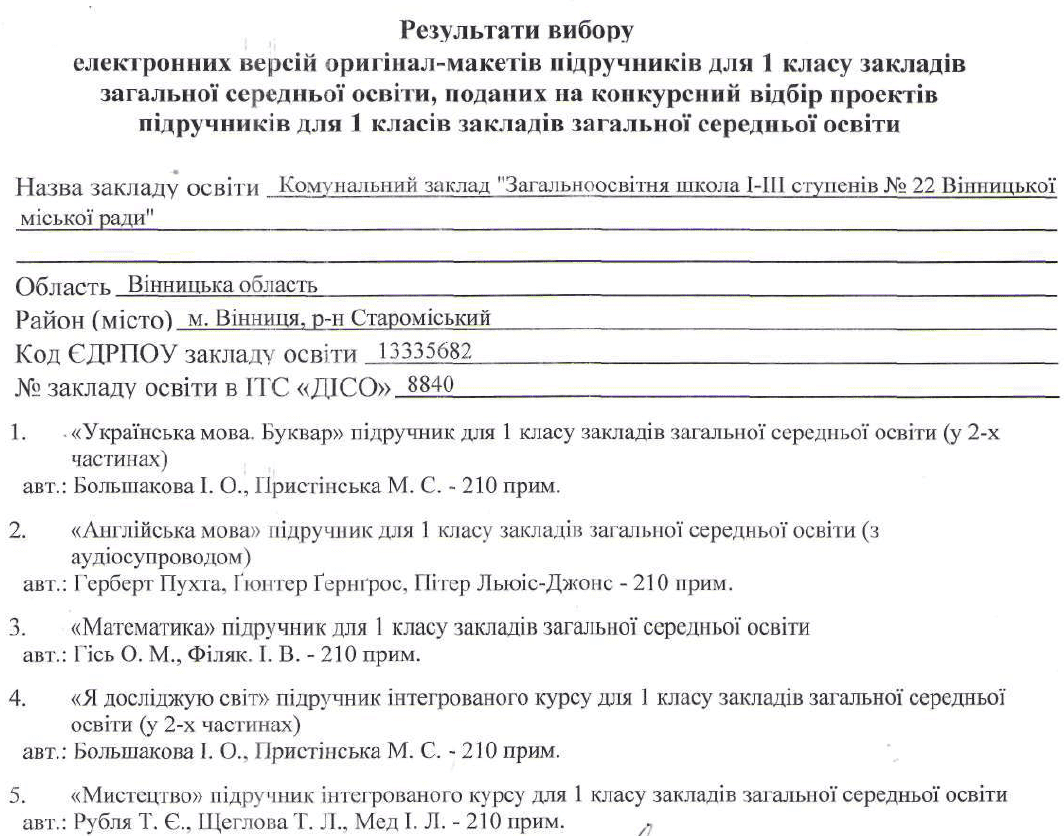 Результати вибору
електронних версій оригінал-макетів підручників для 1 класу закладів
загальної середньої освіти, поданих на конкурсний відбір проектів
підручників для 1 класів закладів загальної середньої освіти
Назва закладу освіти Комунальний заклад "Загальноосвітня школа І-ІІІ ступенів № 22 Вінницької
міської ради"
Область Вінницька область
Район (місто) м. Вінниця, р-н Староміський
Код ЄДРПОУ закладу освіти 13335682
№ закладу освіти в ІТС «ДІСО» 8840
1. «Українська мова. Буквар» підручник для 1 класу закладів загальної середньої освіти (у 2-х
частинах)
авт.: Большакова І. О., Пристінська М. С. - 210 прим.
2. «Англійська мова» підручник для 1 класу закладів загальної середньої освіти (з
аудіосупроводом)
авт.: Герберт Пухта, Ґюнтер Ґернґрос, Пітер Льюіс-Джонс - 210 прим.
3. «Математика» підручник для 1 класу закладів загальної середньої освіти
авт.: Гісь О. М., Філяк. І. В. - 210 прим.
4. «Я досліджую світ» підручник інтегрованого курсу для 1 класу закладів загальної середньої
освіти (у 2-х частинах)
авт.: Большакова І. О., Пристінська М. С. - 210 прим.
5. «Мистецтво» підручник інтегрованого курсу для 1 класу закладів загальної середньої освіти
авт.: Рубля Т. Є., Щеглова Т. Л., Мед І. Л. - 210 прим.